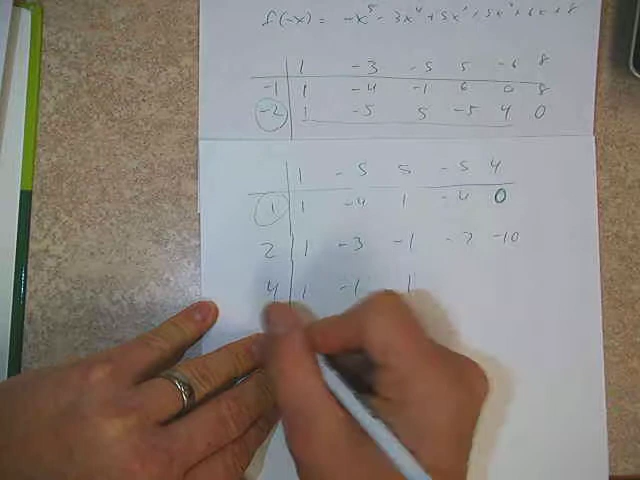 f(-x) = -x⁵ - 3x⁴ + 5x³ + 5x² + 6x + 8
1 -3 -5 5 -6 8
-1 1 -4 -1 6 0 8
-2 1 -5 5 -5 4 0
1 -5 5 -5 4
1 1 -4 1 -4 0
2 1 -3 -1 -7 -10
4 1 -1 1